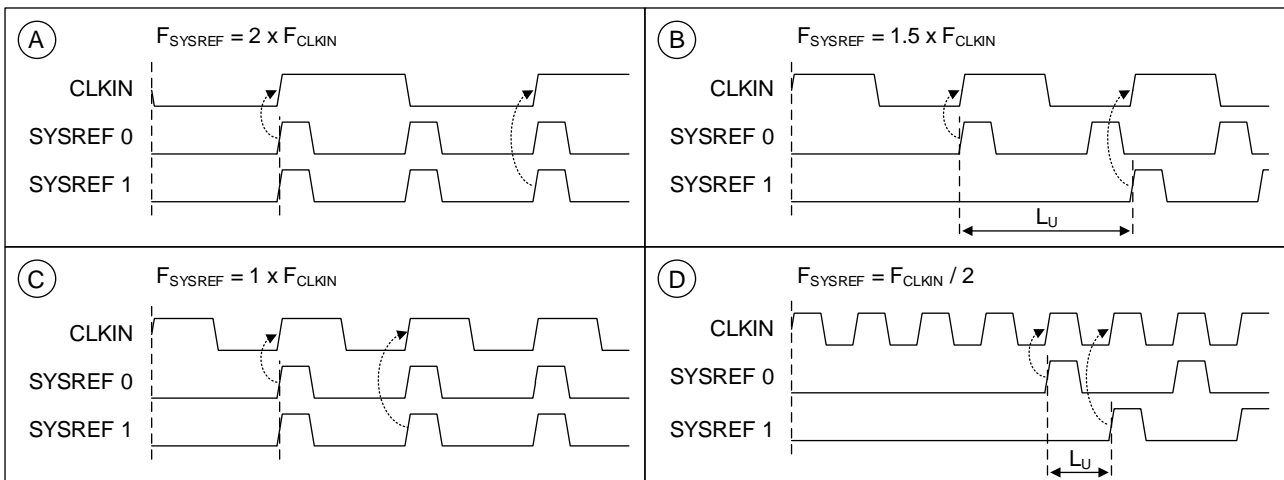 A
F_SYSREF = 2 x F_CLKIN
CLKIN
SYSREF 0
SYSREF 1
B
F_SYSREF = 1.5 x F_CLKIN
CLKIN
SYSREF 0
SYSREF 1
L_U
C
F_SYSREF = 1 x F_CLKIN
CLKIN
SYSREF 0
SYSREF 1
D
F_SYSREF = F_CLKIN / 2
CLKIN
SYSREF 0
SYSREF 1
L_U